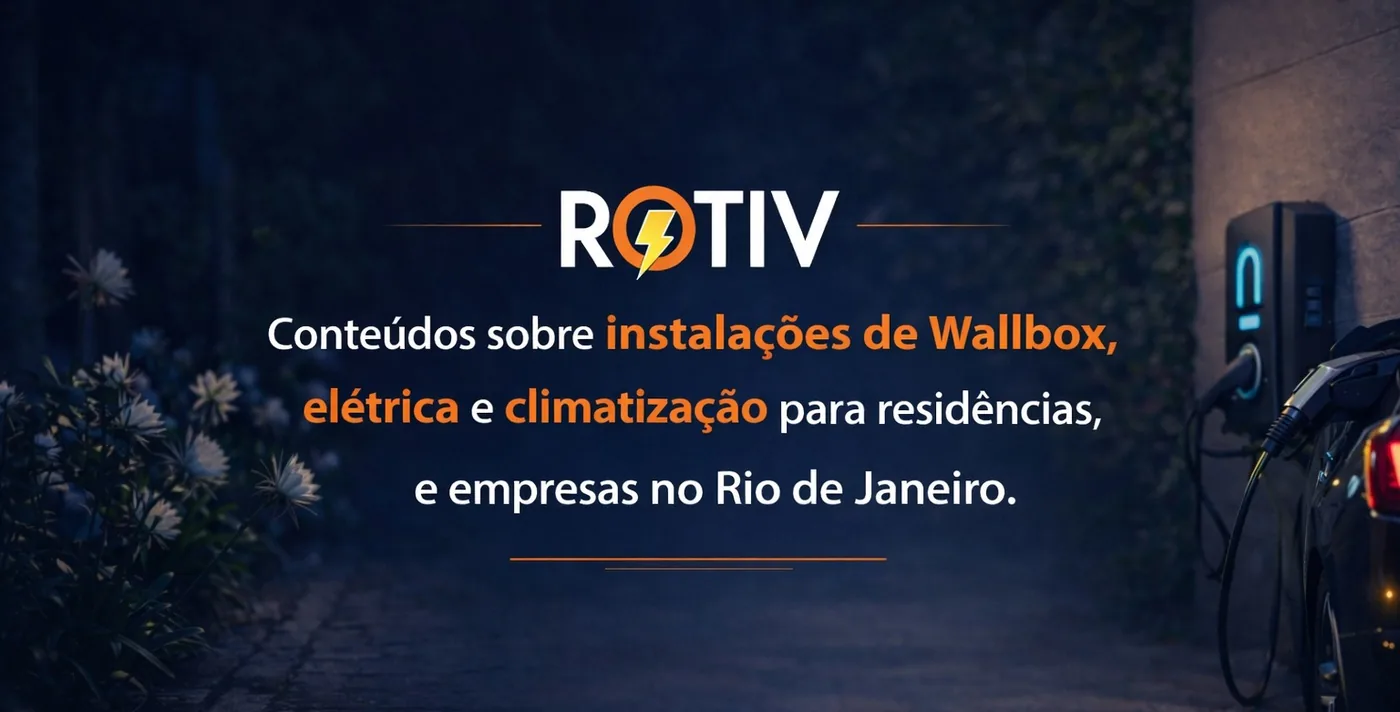 ROTIV
Conteúdos sobre instalações de Wallbox,
elétrica e climatização para residências,
e empresas no Rio de Janeiro.